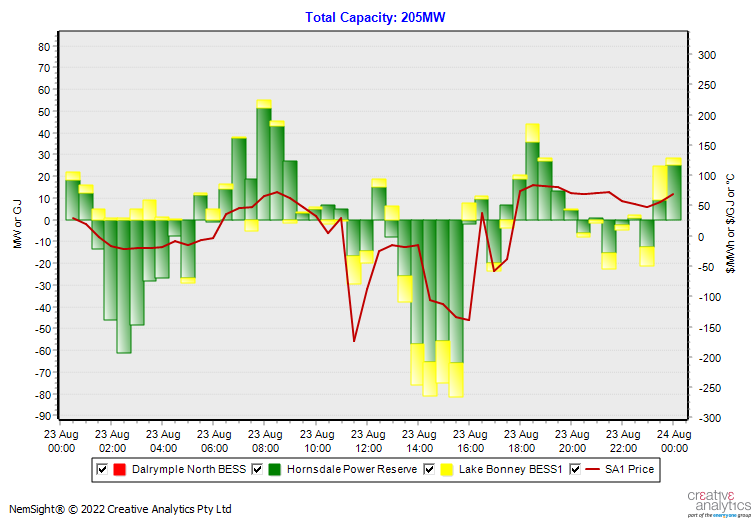 Total Capacity: 205MW
MW or GJ
80
70
60
50
40
30
20
10
0
-10
-20
-30
-40
-50
-60
-70
-80
-90
300
250
200
150
100
50
0
-50
-100
-150
-200
-250
-300
$/MWh or $/GJ or °C
23 Aug 00:00
23 Aug 02:00
23 Aug 04:00
23 Aug 06:00
23 Aug 08:00
23 Aug 10:00
23 Aug 12:00
23 Aug 14:00
23 Aug 16:00
23 Aug 18:00
23 Aug 20:00
23 Aug 22:00
24 Aug 00:00
Dalrymple North BESS
Hornsdale Power Reserve
Lake Bonney BESS1
SA1 Price
NemSight® © 2022 Creative Analytics Pty Ltd
creative
analytics
part of the energyone group